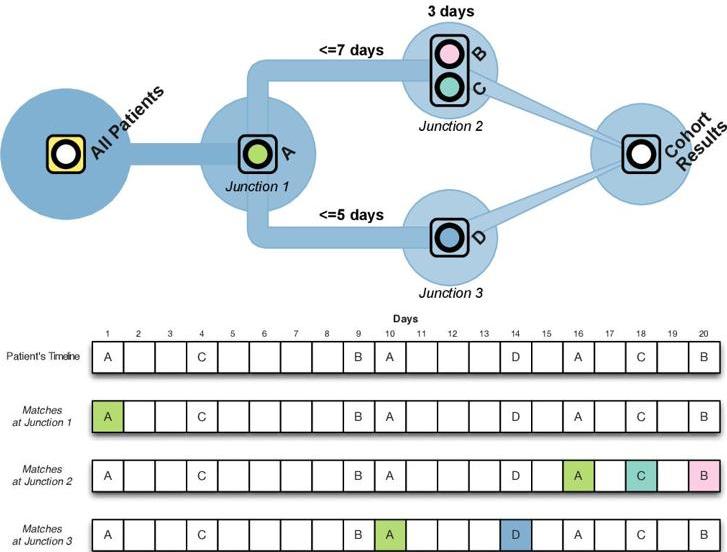 3 days
<=7 days
B
C
All Patients
Junction 2
A
Cohort
Results
Junction 1
<=5 days
D
Junction 3
Days
1 2 3 4 5 6 7 8 9 10 11 12 13 14 15 16 17 18 19 20
Patient's Timeline A C B A D A C B
Matches
at Junction 1 A C B A D A C B
Matches
at Junction 2 A C B A D A C B
Matches
at Junction 3 A C B A D A C B